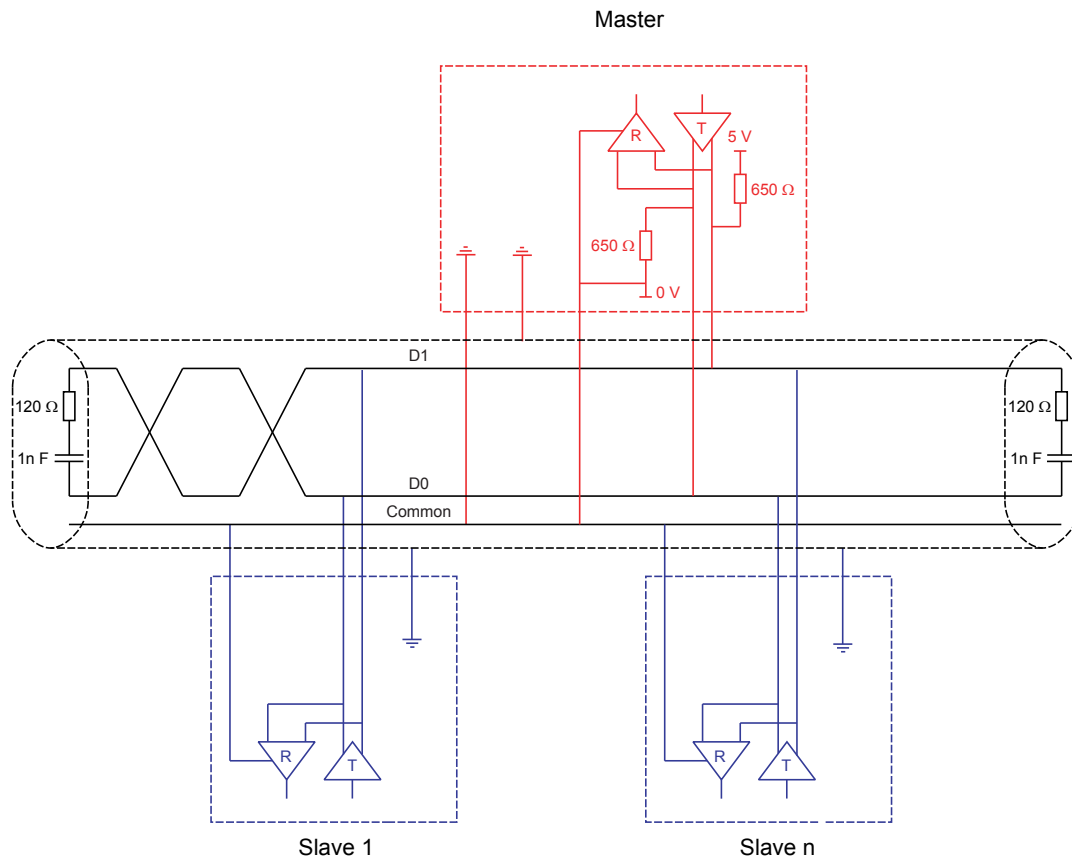 Master
R
T
5 V
650 Ω
650 Ω
0 V
D1
120 Ω
120 Ω
1n F
1n F
D0
Common
R
T
R
T
Slave 1
Slave n